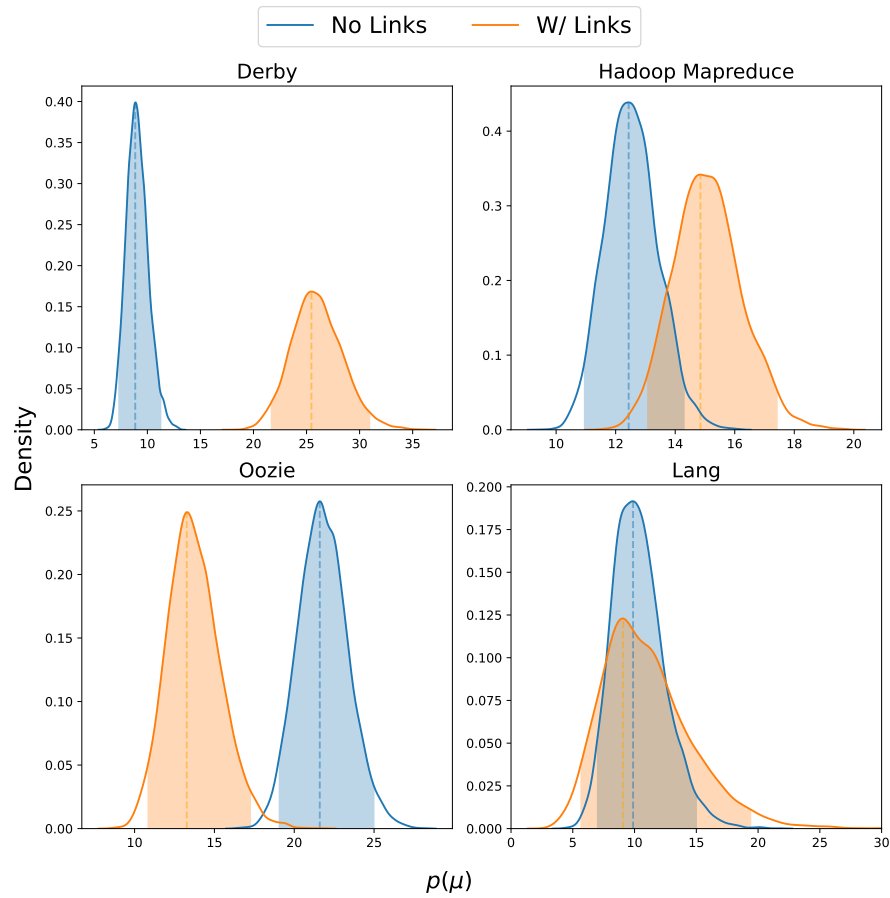 No Links W/ Links
Derby
0.40
0.35
0.30
0.25
0.20
0.15
0.10
0.05
0.00
5 10 15 20 25 30 35
Hadoop Mapreduce
0.4
0.3
0.2
0.1
0.0
10 12 14 16 18 20
Density
Oozie
0.25
0.20
0.15
0.10
0.05
0.00
10 15 20 25
Lang
0.200
0.175
0.150
0.125
0.100
0.075
0.050
0.025
0.000
0 5 10 15 20 25 30
p(μ)